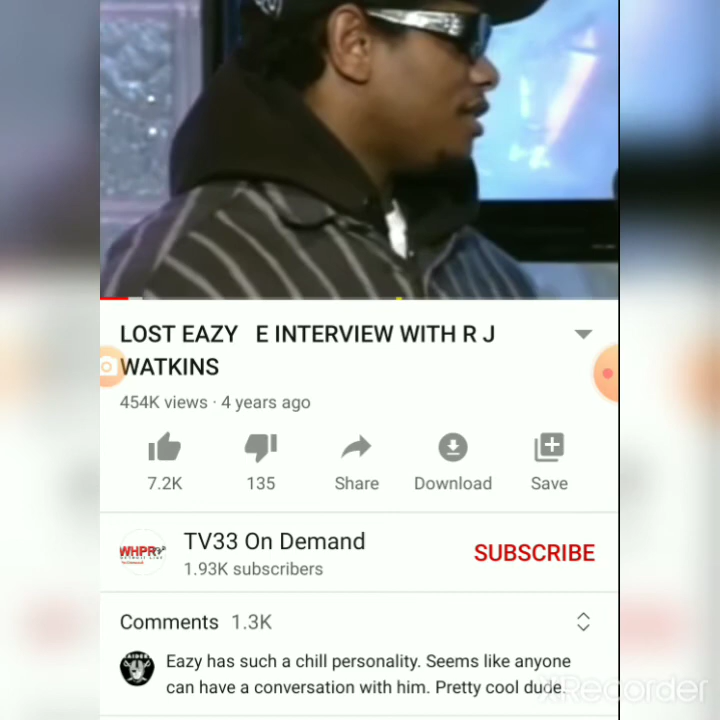 LOST EAZY E INTERVIEW WITH R J
WATKINS
454K views · 4 years ago
7.2K 135 Share Download Save
WHPR
TV33 On Demand
1.93K subscribers
SUBSCRIBE
Comments 1.3K
RAIDERS
Eazy has such a chill personality. Seems like anyone
can have a conversation with him. Pretty cool dude.
XRecorder